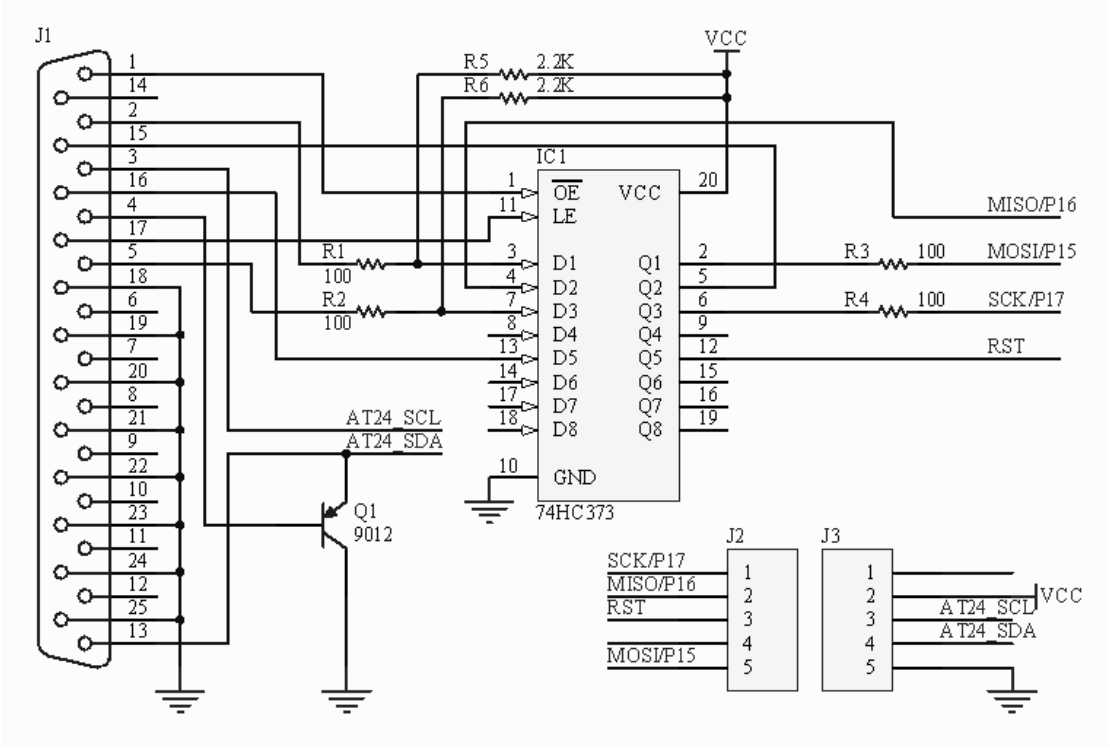 J1
VCC
1
14
2
15
3
16
4
17
5
18
6
19
7
20
8
21
9
22
10
23
11
24
12
25
13
R5 2.2K
R6 2.2K
R1
100
R2
100
IC1
1 OE VCC 20
11 LE
3 D1 Q1 2
4 D2 Q2 5
7 D3 Q3 6
8 D4 Q4 9
13 D5 Q5 12
14 D6 Q6 15
17 D7 Q7 16
18 D8 Q8 19
10 GND
74HC373
MISO/P16
R3 100 MOSI/P15
R4 100 SCK/P17
RST
AT24_SCL
AT24_SDA
Q1
9012
J2
SCK/P17 1
MISO/P16 2
RST 3
4
MOSI/P15 5
J3
1
2 VCC
3 AT24_SCL
4 AT24_SDA
5